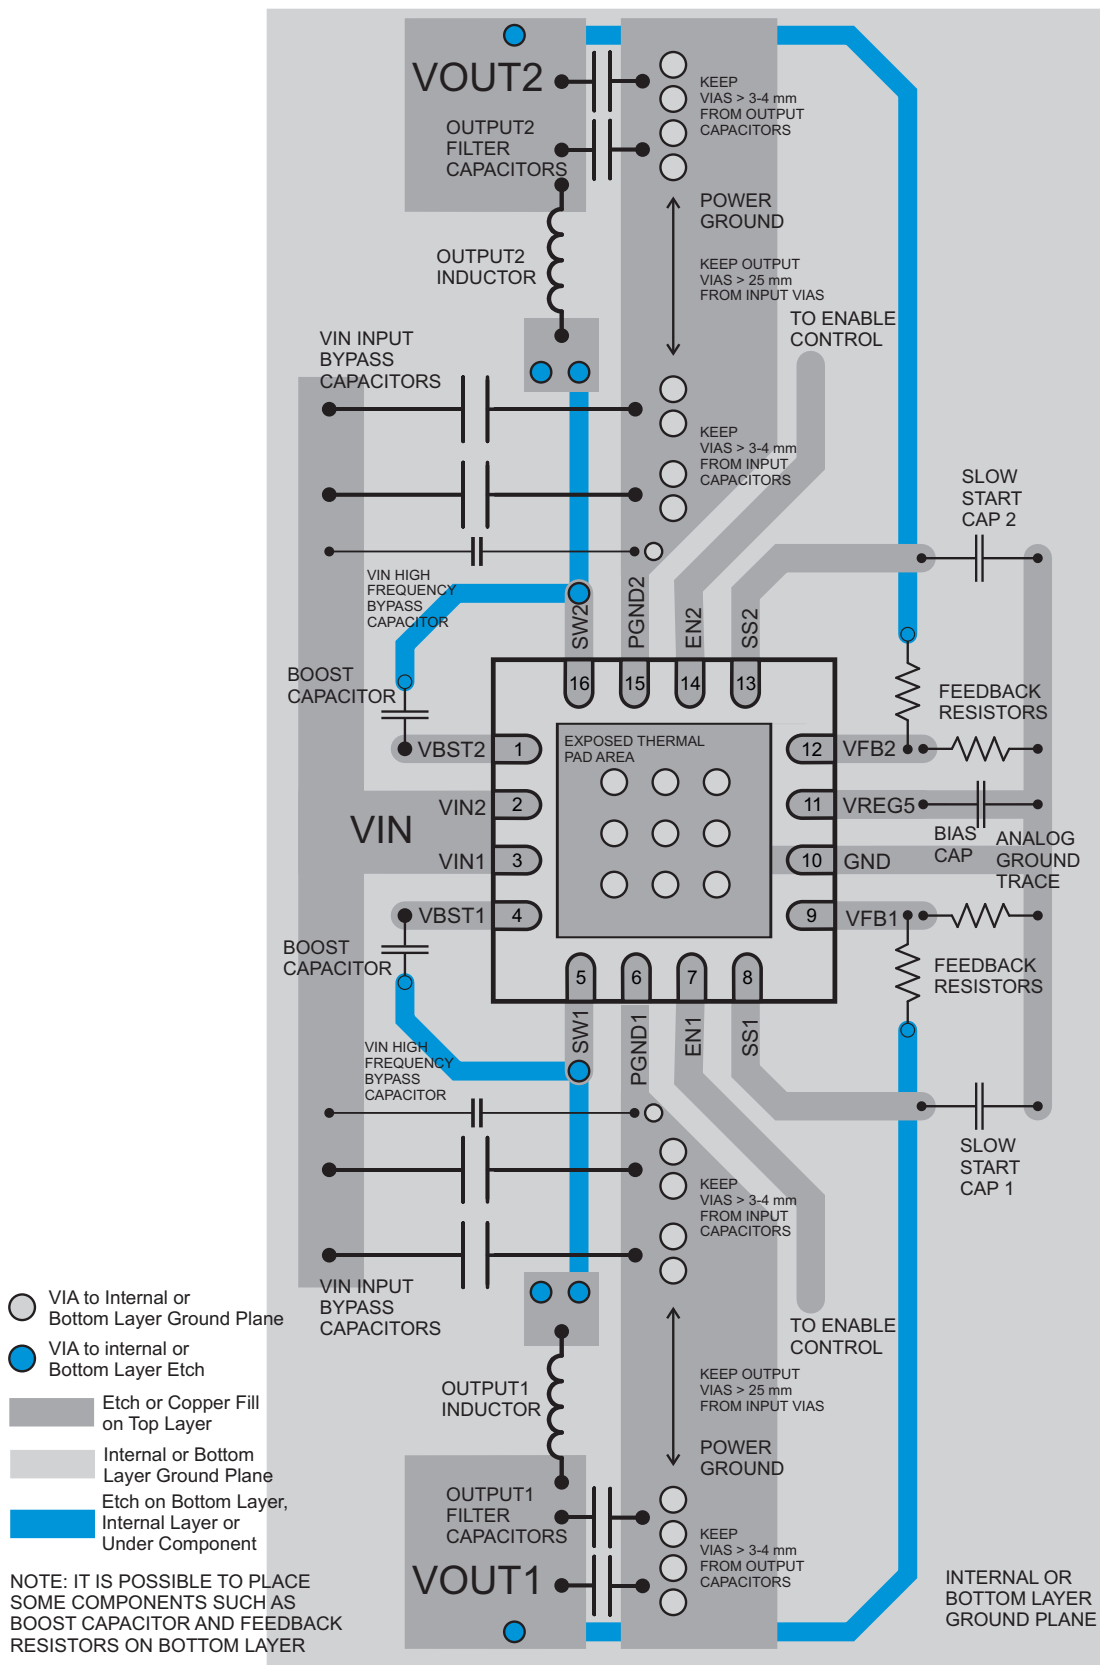 VOUT2
KEEP
VIAS > 3-4 mm
FROM OUTPUT
CAPACITORS
OUTPUT2
FILTER
CAPACITORS
POWER
GROUND
OUTPUT2
INDUCTOR
KEEP OUTPUT
VIAS > 25 mm
FROM INPUT VIAS
TO ENABLE
CONTROL
VIN INPUT
BYPASS
CAPACITORS
KEEP
VIAS > 3-4 mm
FROM INPUT
CAPACITORS
SLOW
START
CAP 2
VIN HIGH
FREQUENCY
BYPASS
CAPACITOR
SW2
PGND2
EN2
SS2
BOOST
CAPACITOR
16
15
14
13
FEEDBACK
RESISTORS
VBST2
1
EXPOSED THERMAL
PAD AREA
12
VFB2
VIN2
2
11
VREG5
VIN
BIAS
CAP
ANALOG
GROUND
TRACE
VIN1
3
10
GND
VBST1
4
9
VFB1
BOOST
CAPACITOR
5
6
7
8
FEEDBACK
RESISTORS
SW1
PGND1
EN1
SS1
VIN HIGH
FREQUENCY
BYPASS
CAPACITOR
SLOW
START
CAP 1
KEEP
VIAS > 3-4 mm
FROM INPUT
CAPACITORS
VIN INPUT
BYPASS
CAPACITORS
TO ENABLE
CONTROL
KEEP OUTPUT
VIAS > 25 mm
FROM INPUT VIAS
OUTPUT1
INDUCTOR
POWER
GROUND
OUTPUT1
FILTER
CAPACITORS
KEEP
VIAS > 3-4 mm
FROM OUTPUT
CAPACITORS
VOUT1
INTERNAL OR
BOTTOM LAYER
GROUND PLANE
VIA to Internal or
Bottom Layer Ground Plane
VIA to internal or
Bottom Layer Etch
Etch or Copper Fill
on Top Layer
Internal or Bottom
Layer Ground Plane
Etch on Bottom Layer,
Internal Layer or
Under Component
NOTE: IT IS POSSIBLE TO PLACE
SOME COMPONENTS SUCH AS
BOOST CAPACITOR AND FEEDBACK
RESISTORS ON BOTTOM LAYER